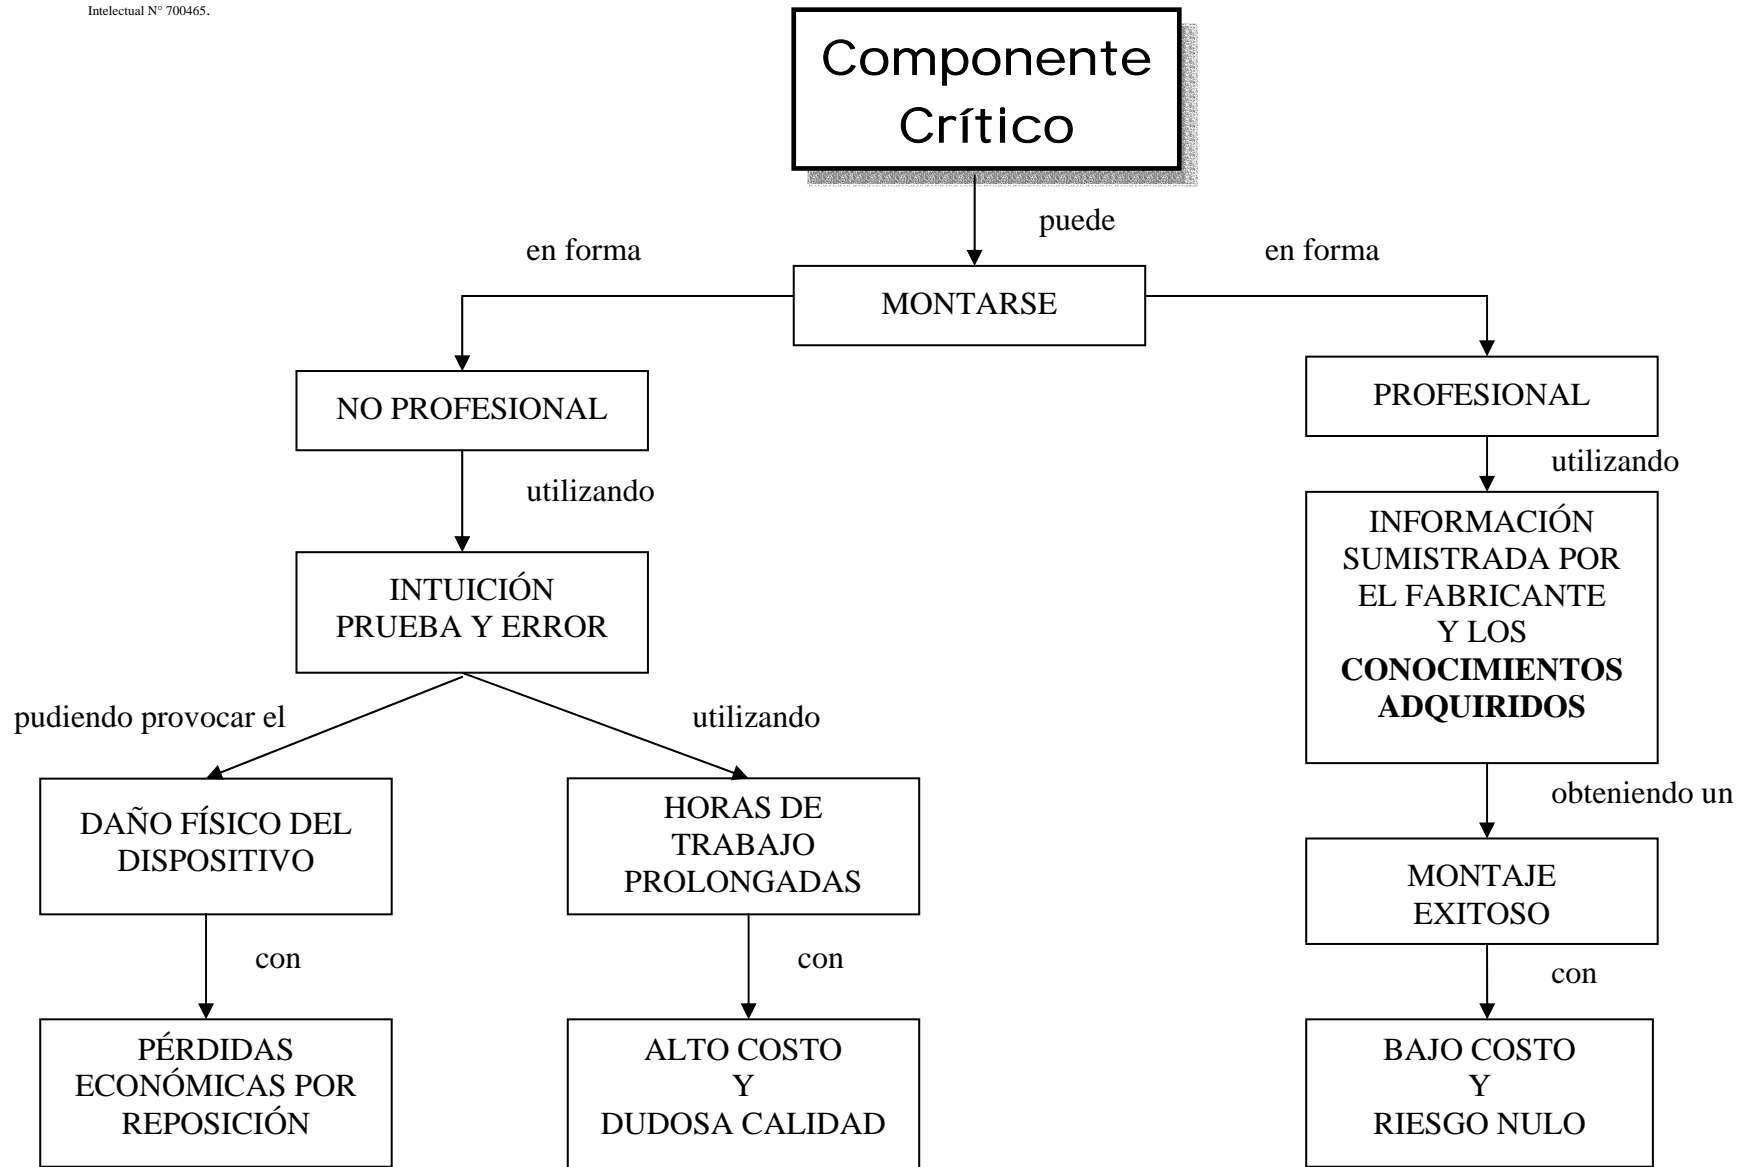 Intelectual N° 700465.
Componente
Crítico
puede
en forma
en forma
MONTARSE
NO PROFESIONAL
PROFESIONAL
utilizando
utilizando
INTUICIÓN
PRUEBA Y ERROR
INFORMACIÓN
SUMISTRADA POR
EL FABRICANTE
Y LOS
CONOCIMIENTOS
ADQUIRIDOS
pudiendo provocar el
utilizando
obteniendo un
DAÑO FÍSICO DEL
DISPOSITIVO
HORAS DE
TRABAJO
PROLONGADAS
MONTAJE
EXITOSO
con
con
con
PÉRDIDAS
ECONÓMICAS POR
REPOSICIÓN
ALTO COSTO
Y
DUDOSA CALIDAD
BAJO COSTO
Y
RIESGO NULO